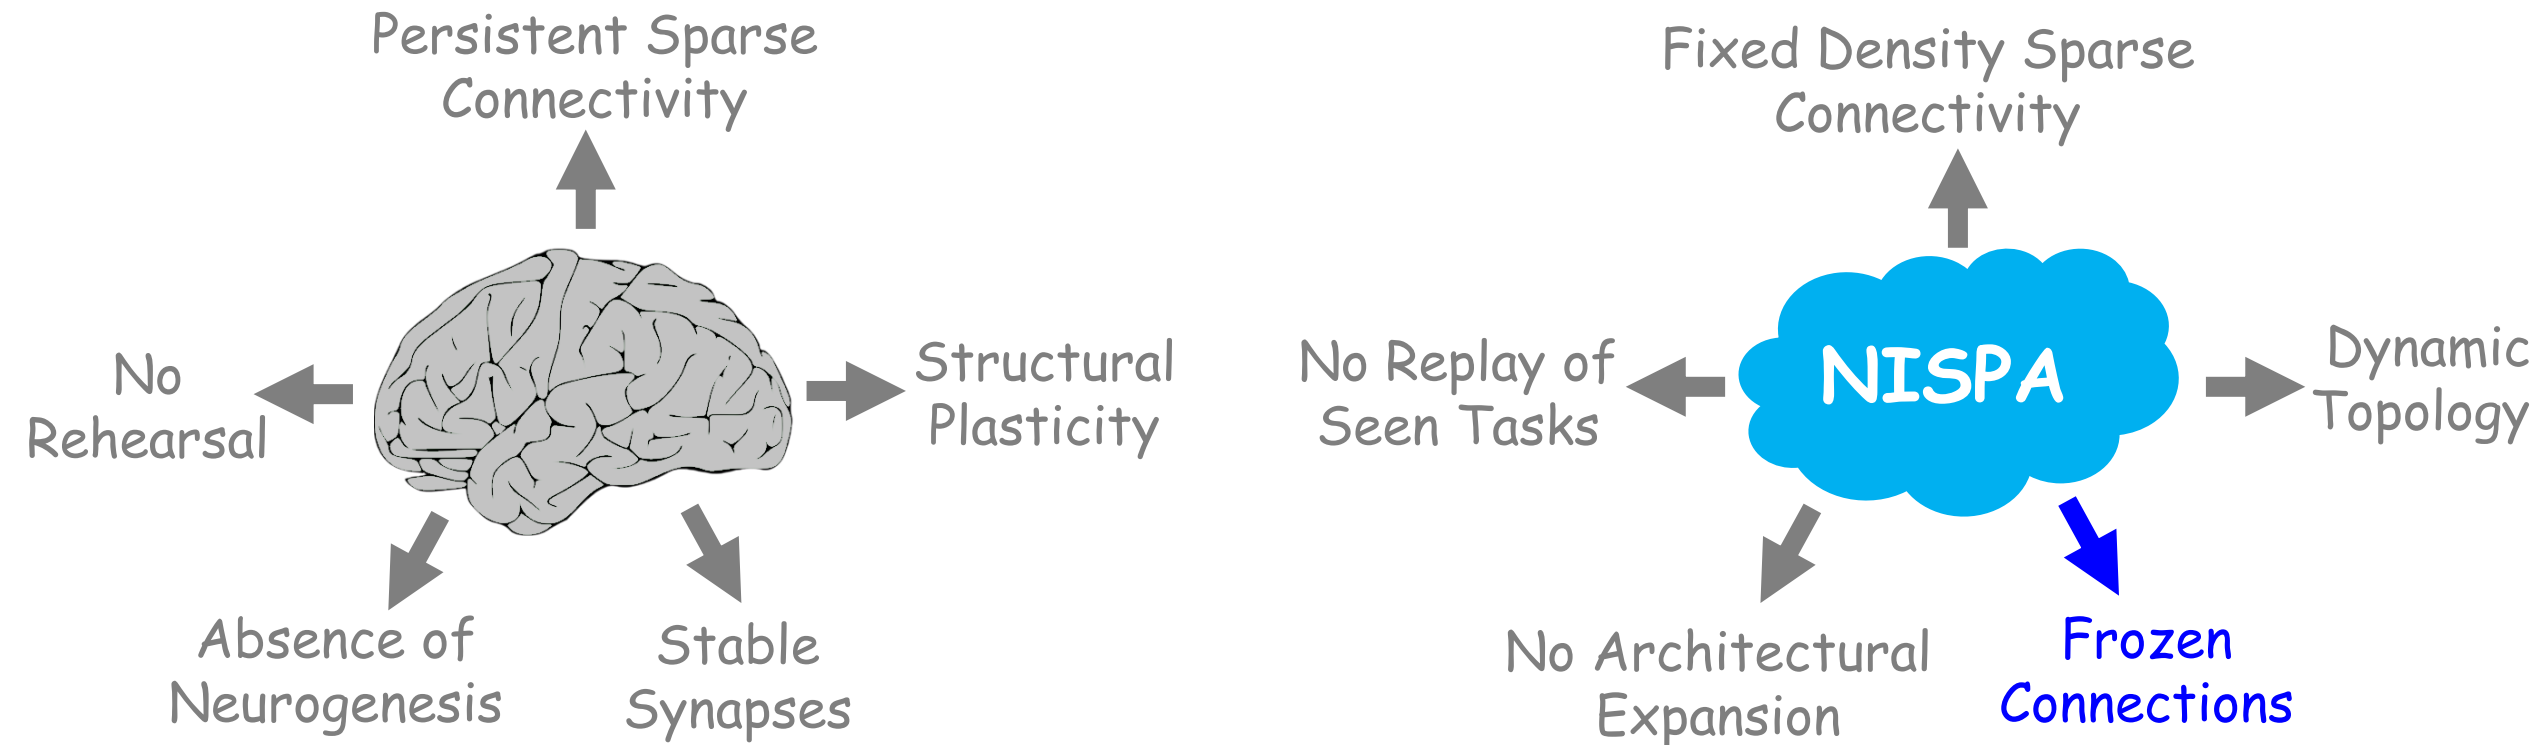 Persistent Sparse
Connectivity
No
Rehearsal
Structural
Plasticity
Absence of
Neurogenesis
Stable
Synapses
Fixed Density Sparse
Connectivity
No Replay of
Seen Tasks
NISPA
Dynamic
Topology
No Architectural
Expansion
Frozen
Connections